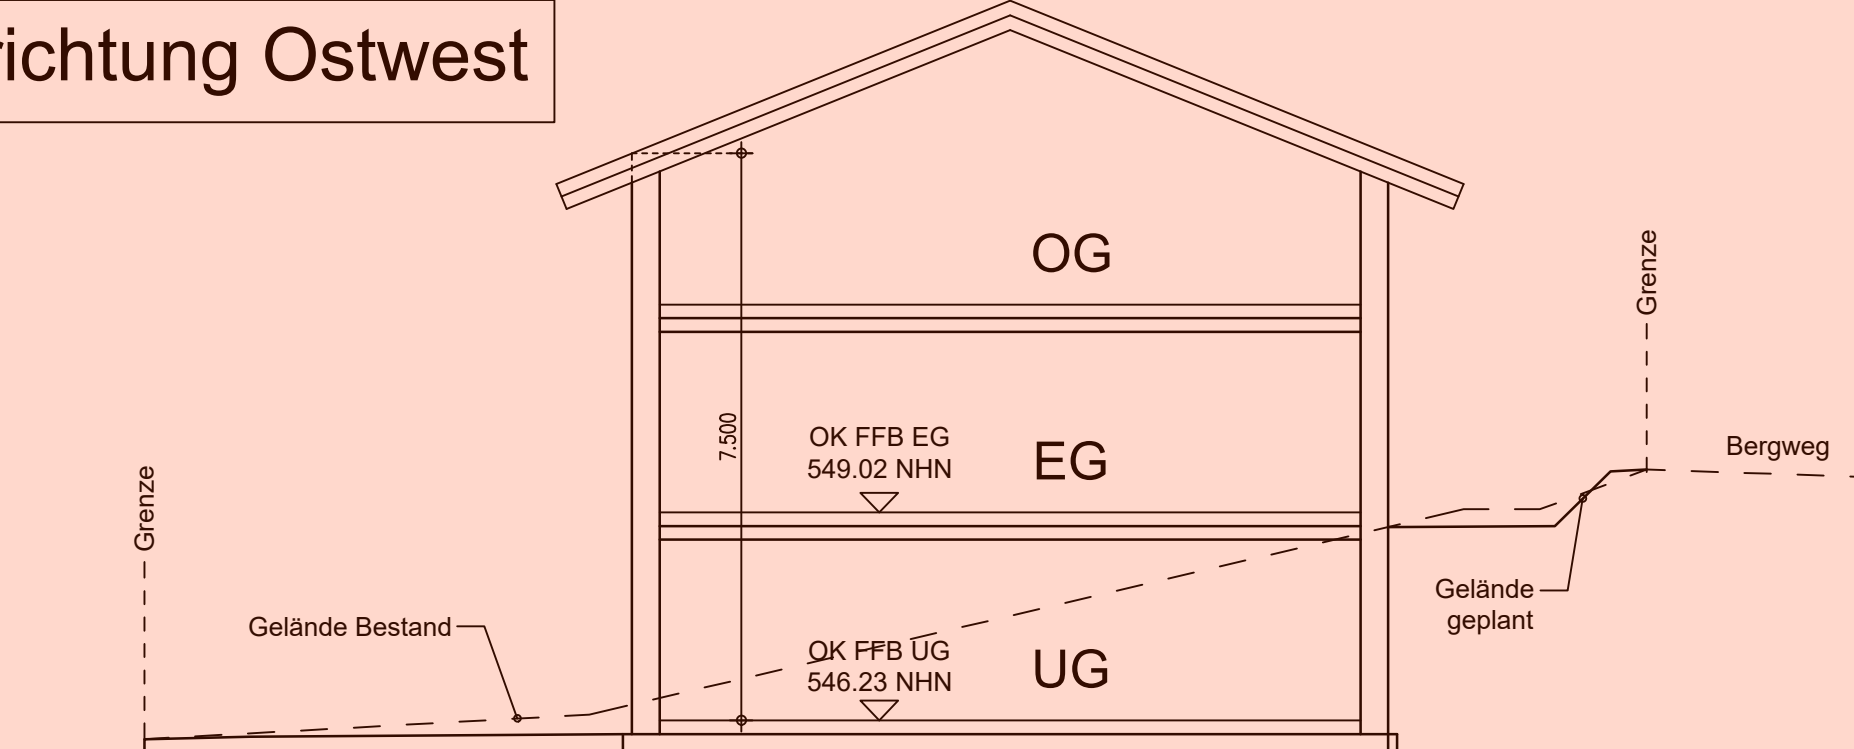 richtung Ostwest
OG
Grenze
7.500
OK FFB EG
549.02 NHN
EG
Bergweg
Grenze
Gelände Bestand
Gelände
geplant
OK FFB UG
546.23 NHN
UG